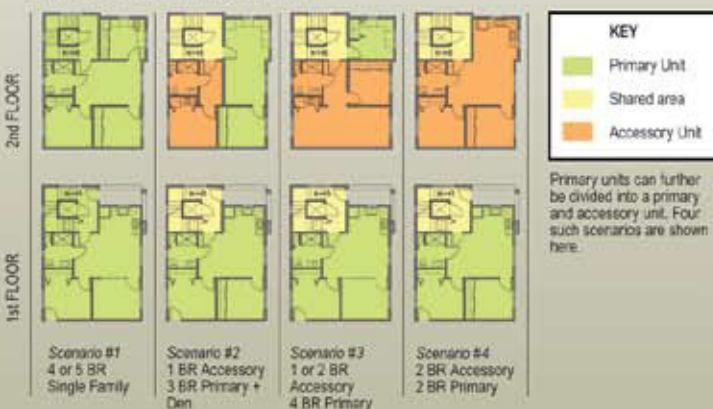 2nd FLOOR
1st FLOOR
KEY
Primary Unit
Shared area
Accessory Unit
Primary units can further
be divided into a primary
and accessory unit. Four
such scenarios are shown
here.
Scenario #1
4 or 5 BR
Single Family
Scenario #2
1 BR Accessory
3 BR Primary +
Den
Scenario #3
1 or 2 BR
Accessory
4 BR Primary
Scenario #4
2 BR Accessory
2 BR Primary